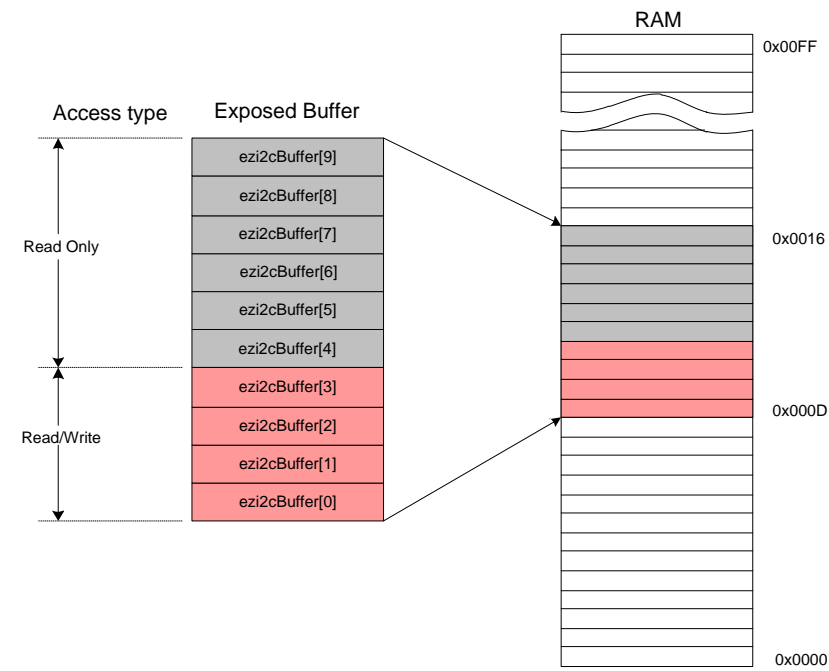 RAM
0x00FF
Access type
Exposed Buffer
ezi2cBuffer[9]
ezi2cBuffer[8]
ezi2cBuffer[7]
ezi2cBuffer[6]
ezi2cBuffer[5]
ezi2cBuffer[4]
ezi2cBuffer[3]
ezi2cBuffer[2]
ezi2cBuffer[1]
ezi2cBuffer[0]
Read Only
Read/Write
0x0016
0x000D
0x0000